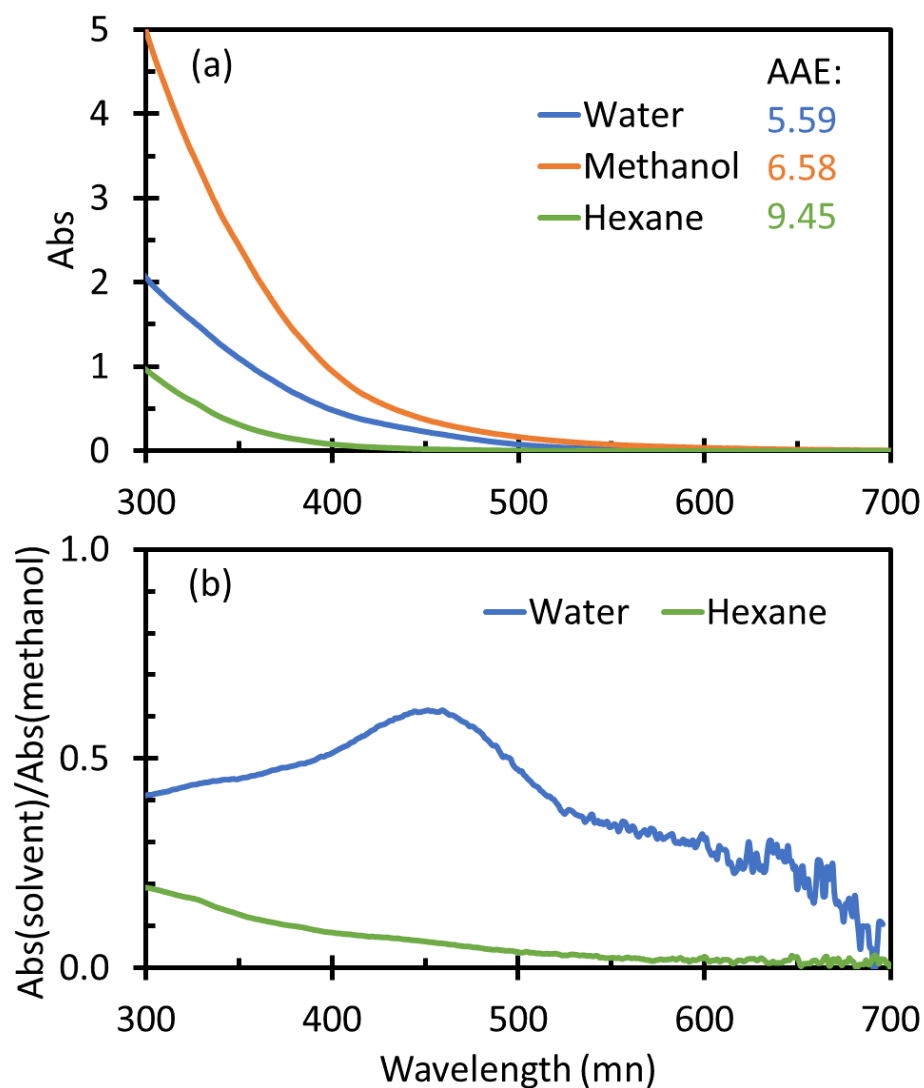 (a)
AAE:
Water 5.59
Methanol 6.58
Hexane 9.45
Abs
5
4
3
2
1
0
300 400 500 600 700
(b)
Water Hexane
Abs(solvent)/Abs(methanol)
1.0
0.5
0.0
300 400 500 600 700
Wavelength (mn)